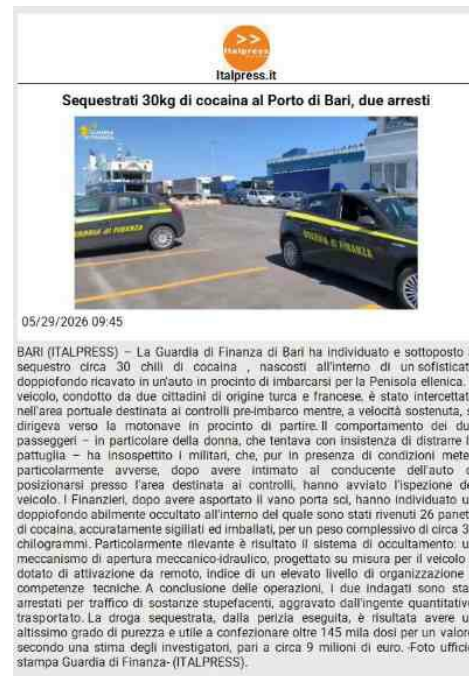 >>
Italpress
Italpress.it
Sequestrati 30kg di cocaina al Porto di Bari, due arresti
GUARDIA DI FINANZA
GUARDIA DI FINANZA
05/29/2026 09:45
BARI (ITALPRESS) – La Guardia di Finanza di Bari ha individuato e sottoposto
sequestro circa 30 chili di cocaina , nascosti all'interno di un sofisticat
doppiofondo ricavato in un'auto in procinto di imbarcarsi per la Penisola ellenica.
veicolo, condotto da due cittadini di origine turca e francese, è stato intercettat
nell'area portuale destinata ai controlli pre-imbarco mentre, a velocità sostenuta, s
dirigeva verso la motonave in procinto di partire. Il comportamento dei du
passeggeri – in particolare della donna, che tentava con insistenza di distrarre l
pattuglia – ha insospettito i militari, che, pur in presenza di condizioni mete
particolarmente avverse, dopo avere intimato al conducente dell'auto d
posizionarsi presso l'area destinata ai controlli, hanno avviato l'ispezione de
veicolo. I Finanzieri, dopo avere asportato il vano porta sci, hanno individuato u
doppiofondo abilmente occultato all'interno del quale sono stati rinvenuti 26 panet
di cocaina, accuratamente sigillati ed imballati, per un peso complessivo di circa 3
chilogrammi. Particolarmente rilevante è risultato il sistema di occultamento: u
meccanismo di apertura meccanico-idraulico, progettato su misura per il veicolo
dotato di attivazione da remoto, indice di un elevato livello di organizzazione
competenze tecniche. A conclusione delle operazioni, i due indagati sono sta
arrestati per traffico di sostanze stupefacenti, aggravato dall'ingente quantitativ
trasportato. La droga sequestrata, dalla perizia eseguita, è risultata avere u
altissimo grado di purezza e utile a confezionare oltre 145 mila dosi per un valor
secondo una stima degli investigatori, pari a circa 9 milioni di euro. -Foto uffici
stampa Guardia di Finanza- (ITALPRESS).